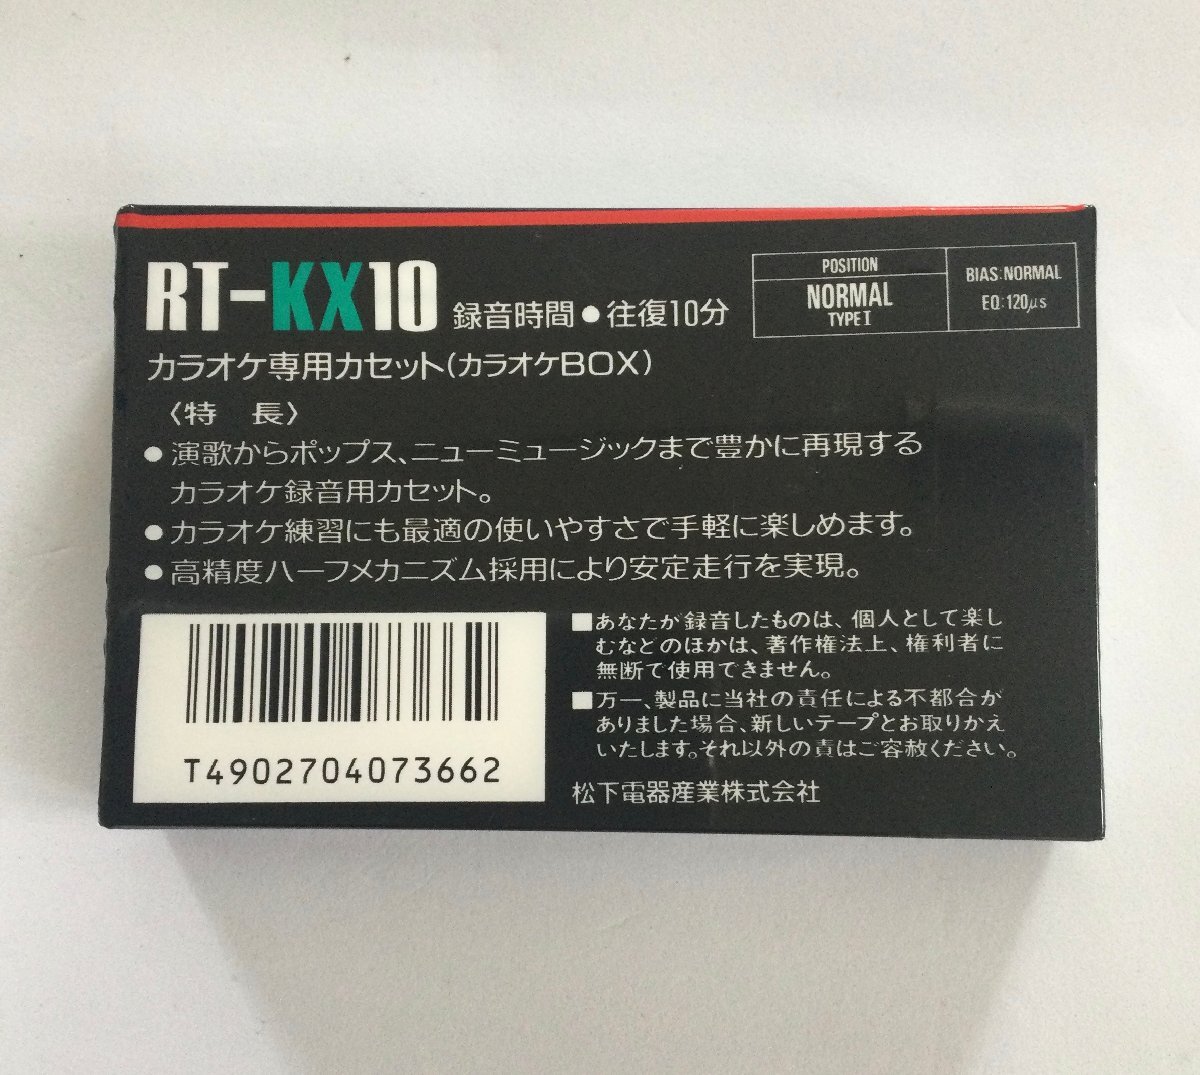 RT-KX10 録音時間●往復10分
POSITION
NORMAL
TYPE I
BIAS:NORMAL
EQ:120μs
カラオケ専用カセット(カラオケBOX)
〈特 長〉
●演歌からポップス、ニューミュージックまで豊かに再現する
カラオケ録音用カセット。
●カラオケ練習にも最適の使いやすさで手軽に楽しめます。
●高精度ハーフメカニズム採用により安定走行を実現。
■あなたが録音したものは、個人として楽し
むなどのほかは、著作権法上、権利者に
無断で使用できません。
■万一、製品に当社の責任による不都合が
ありました場合、新しいテープとお取りかえ
いたします。それ以外の責はご容赦ください。
T4902704073662
松下電器産業株式会社